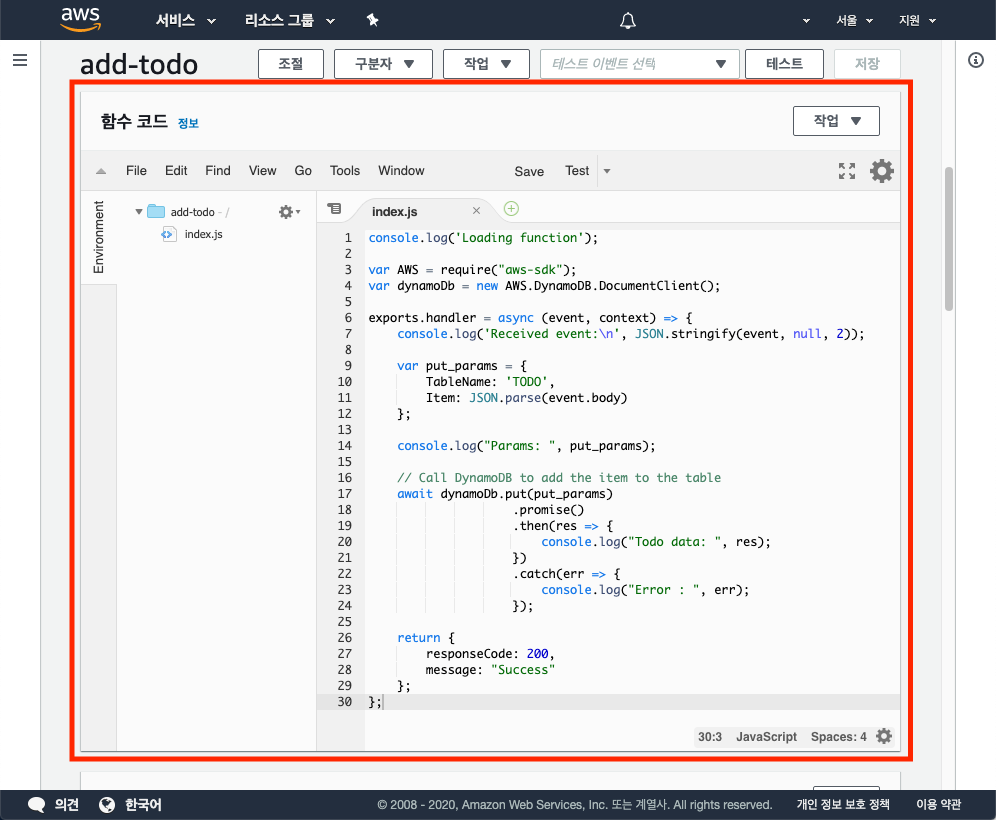 aws 서비스 리소스 그룹 서울 지원
add-todo 조절 구분자 작업 테스트 이벤트 선택 테스트 저장
함수 코드 정보 작업
File Edit Find View Go Tools Window Save Test
Environment
add-todo - /
index.js
index.js
1 console.log('Loading function');
2
3 var AWS = require("aws-sdk");
4 var dynamoDb = new AWS.DynamoDB.DocumentClient();
5
6 exports.handler = async (event, context) => {
7     console.log('Received event:\n', JSON.stringify(event, null, 2));
8
9     var put_params = {
10         TableName: 'TODO',
11         Item: JSON.parse(event.body)
12     };
13
14     console.log("Params: ", put_params);
15
16     // Call DynamoDB to add the item to the table
17     await dynamoDb.put(put_params)
18                     .promise()
19                     .then(res => {
20                         console.log("Todo data: ", res);
21                     })
22                     .catch(err => {
23                         console.log("Error : ", err);
24                     });
25
26     return {
27         responseCode: 200,
28         message: "Success"
29     };
30 };
30:3 JavaScript Spaces: 4
의견 한국어 © 2008 - 2020, Amazon Web Services, Inc. 또는 계열사. All rights reserved. 개인 정보 보호 정책 이용 약관